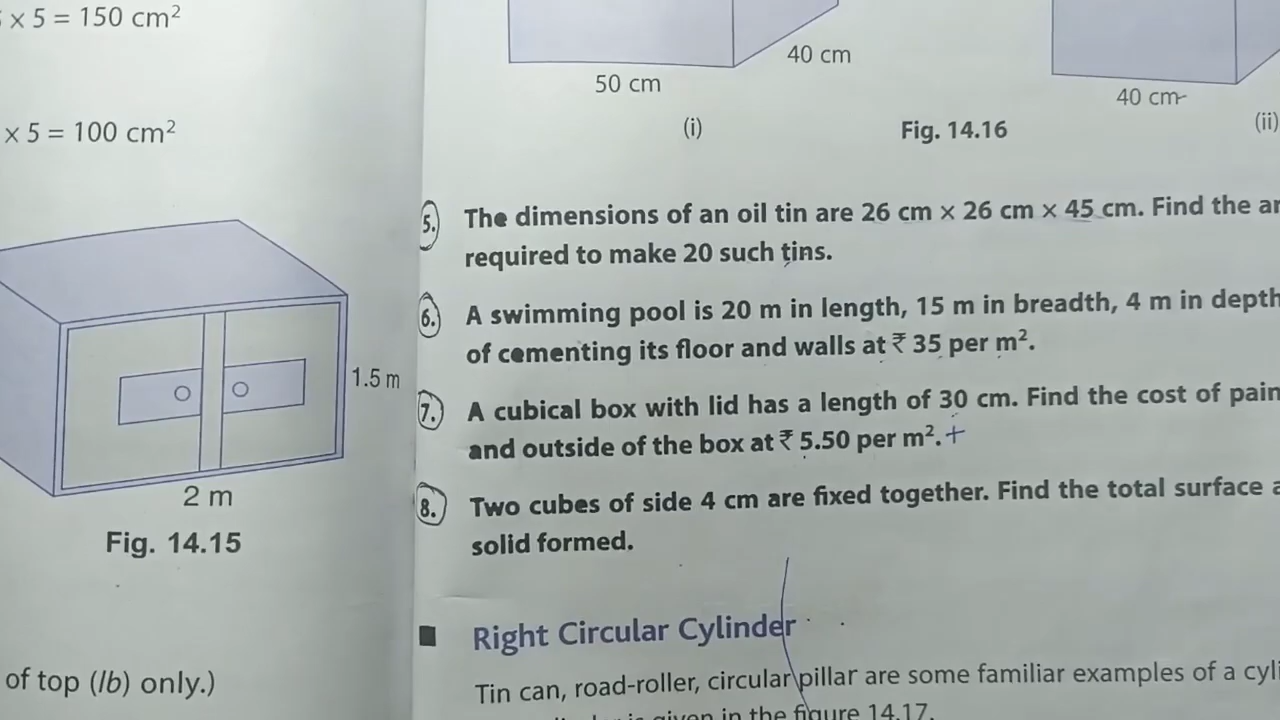 x 5 = 150 cm²
x 5 = 100 cm²
1.5 m
2 m
Fig. 14.15
of top (lb) only.)
40 cm
50 cm
40 cm
(i)
Fig. 14.16
(ii)
5. The dimensions of an oil tin are 26 cm × 26 cm × 45 cm. Find the
required to make 20 such tins.
6. A swimming pool is 20 m in length, 15 m in breadth, 4 m in depth
of cementing its floor and walls at ₹ 35 per m².
7. A cubical box with lid has a length of 30 cm. Find the cost of pain
and outside of the box at ₹ 5.50 per m². +
8. Two cubes of side 4 cm are fixed together. Find the total surface a
solid formed.
■ Right Circular Cylinder
Tin can, road-roller, circular pillar are some familiar examples of a cyli
given in the figure 14.17.